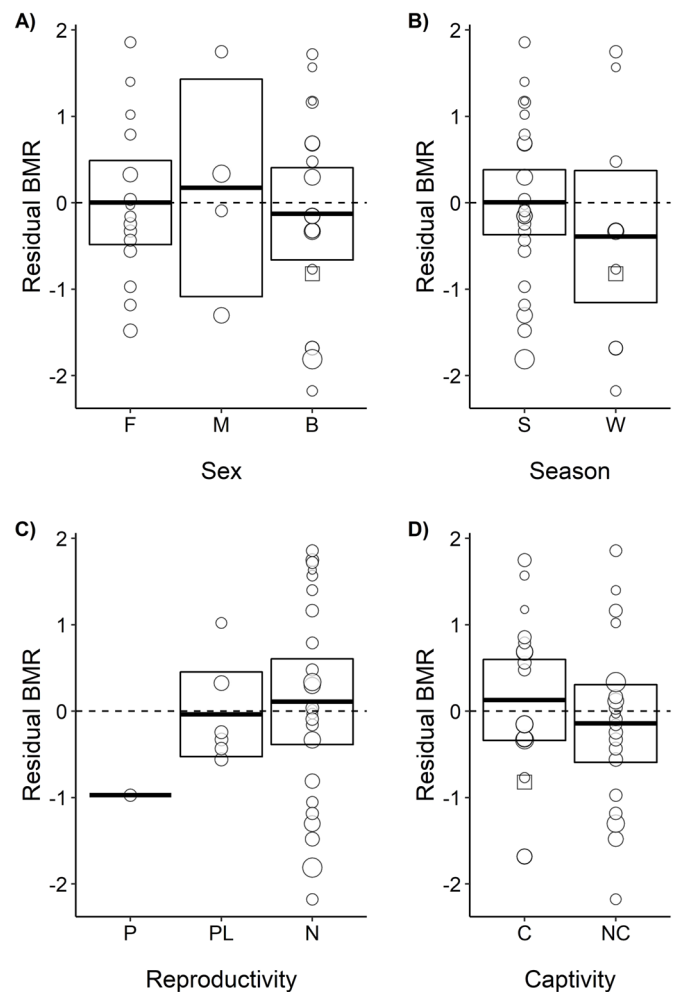 A)
Residual BMR
2
1
0
-1
-2
F M B
Sex
B)
Residual BMR
2
1
0
-1
-2
S W
Season
C)
Residual BMR
2
1
0
-1
-2
P PL N
Reproductivity
D)
Residual BMR
2
1
0
-1
-2
C NC
Captivity